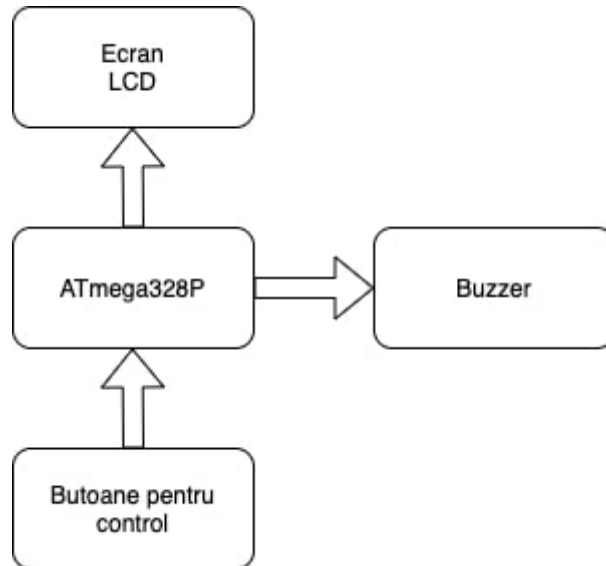 Ecran
LCD
ATmega328P
Buzzer
Butoane pentru
control